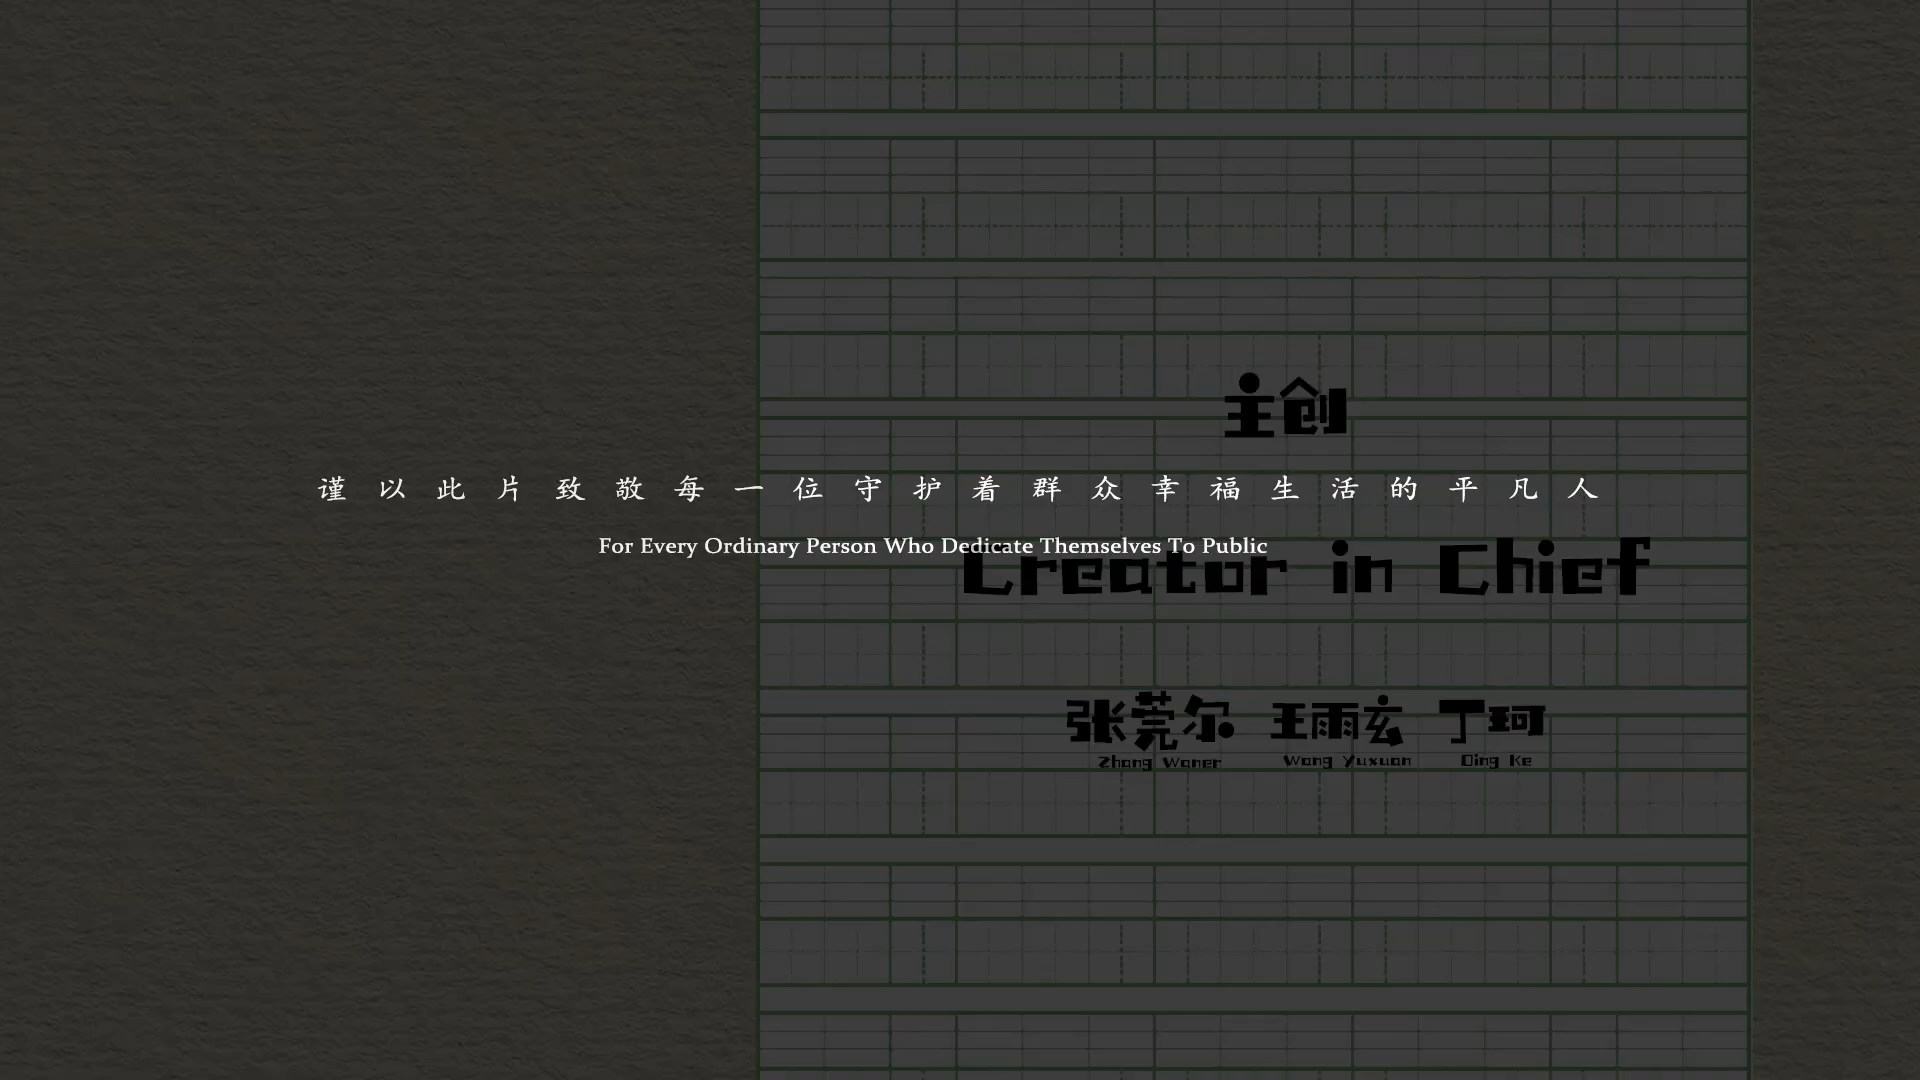 主创
谨以此片致敬每一位守护着群众幸福生活的平凡人
For Every Ordinary Person Who Dedicate Themselves To Public
Creator in Chief
张莞尔 王雨玄 丁珂
Zhang Waner Wang Yuxuan Ding Ke